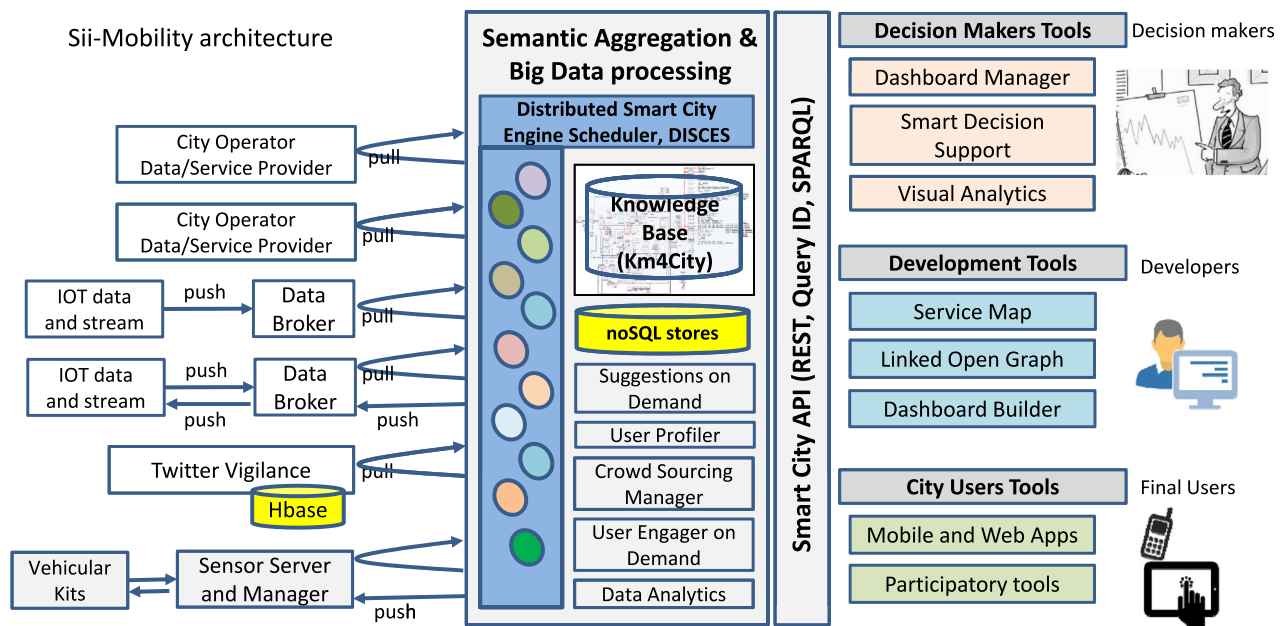 Sii-Mobility architecture
City Operator
Data/Service Provider
pull
City Operator
Data/Service Provider
pull
IOT data
and stream
push
Data
Broker
pull
IOT data
and stream
push
push
Data
Broker
pull
push
Twitter Vigilance
Hbase
pull
Vehicular
Kits
Sensor Server
and Manager
push
Semantic Aggregation &
Big Data processing
Distributed Smart City
Engine Scheduler, DISCES
Knowledge
Base
(Km4City)
noSQL stores
Suggestions on
Demand
User Profiler
Crowd Sourcing
Manager
User Engager on
Demand
Data Analytics
Smart City API (REST, Query ID, SPARQL)
Decision Makers Tools
Decision makers
Dashboard Manager
Smart Decision
Support
Visual Analytics
Development Tools
Developers
Service Map
Linked Open Graph
Dashboard Builder
City Users Tools
Final Users
Mobile and Web Apps
Participatory tools